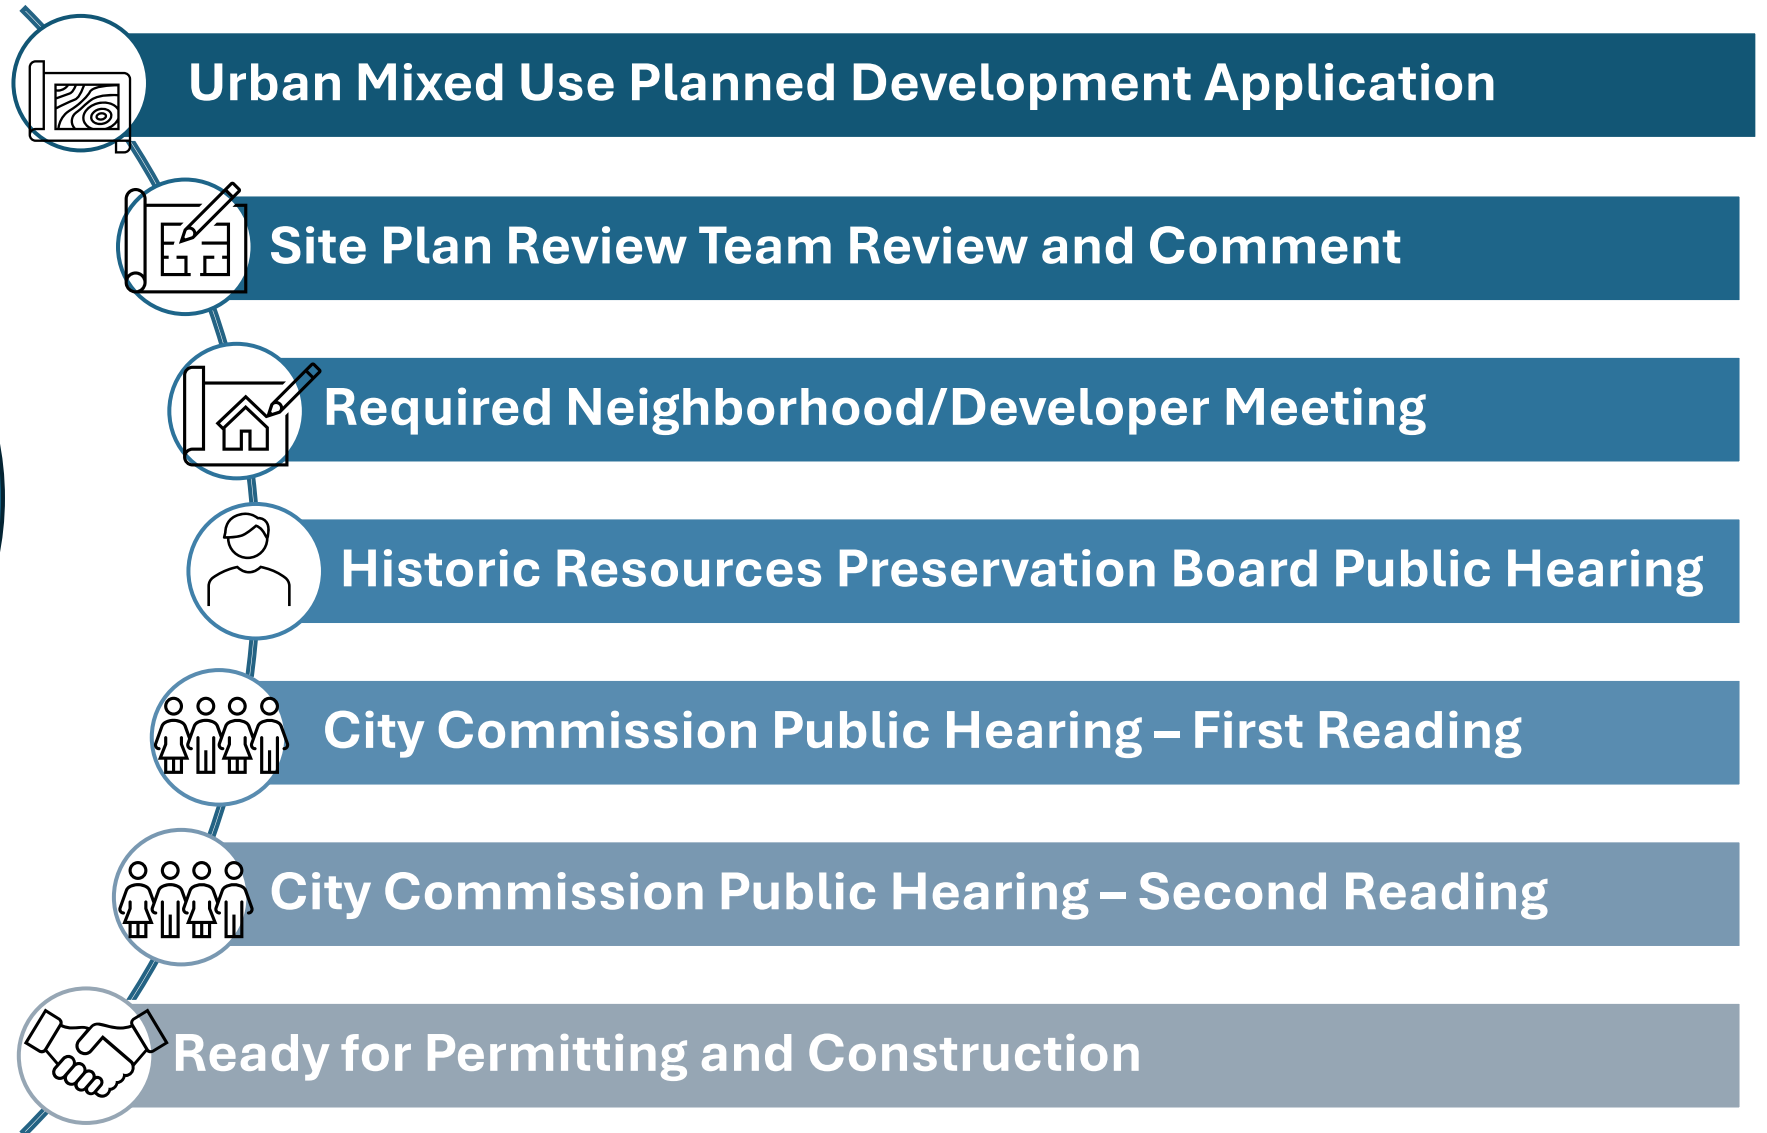 Urban Mixed Use Planned Development Application
Site Plan Review Team Review and Comment
Required Neighborhood/Developer Meeting
Historic Resources Preservation Board Public Hearing
City Commission Public Hearing – First Reading
City Commission Public Hearing – Second Reading
Ready for Permitting and Construction